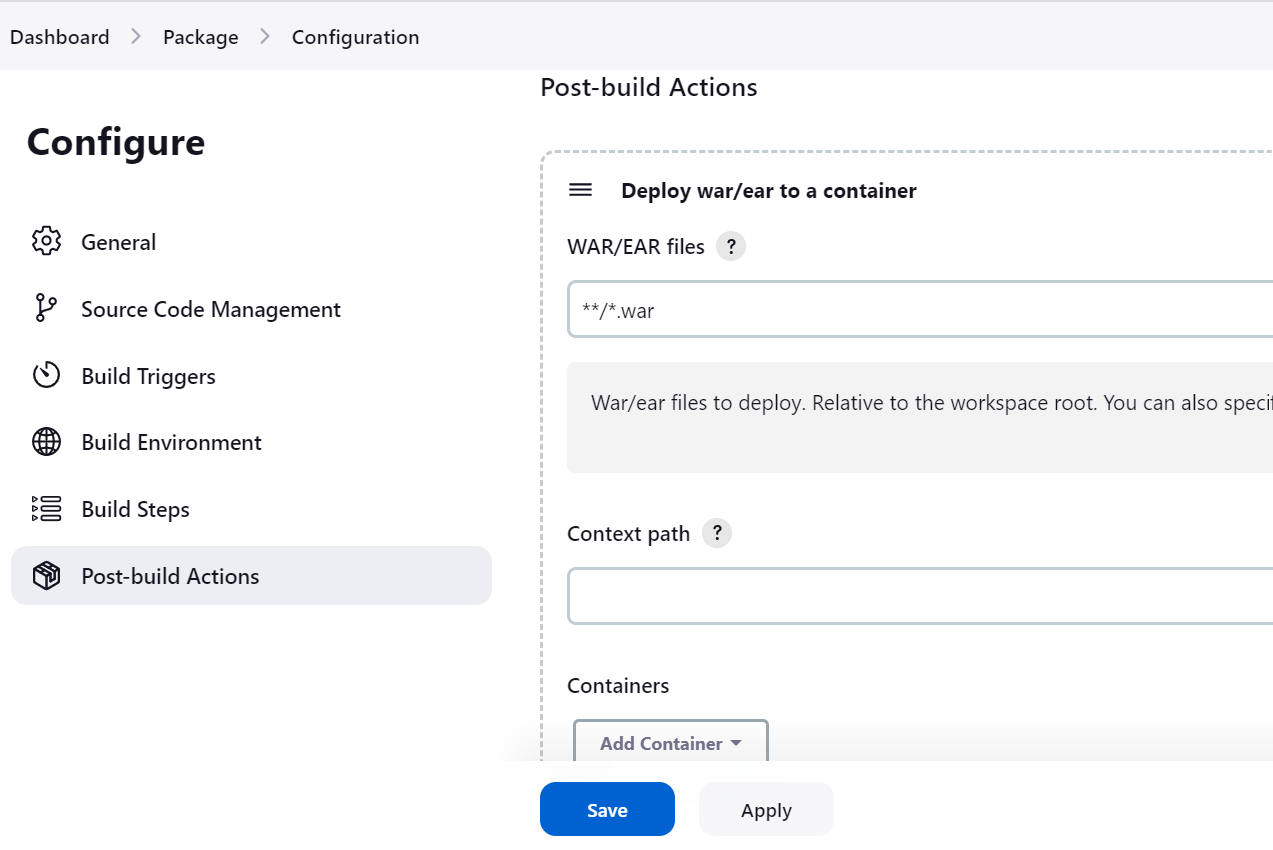 Dashboard > Package > Configuration
Configure
General
Source Code Management
Build Triggers
Build Environment
Build Steps
Post-build Actions
Post-build Actions
Deploy war/ear to a container
WAR/EAR files ?
**/*.war
War/ear files to deploy. Relative to the workspace root. You can also
Context path ?
Containers
Add Container
Save
Apply